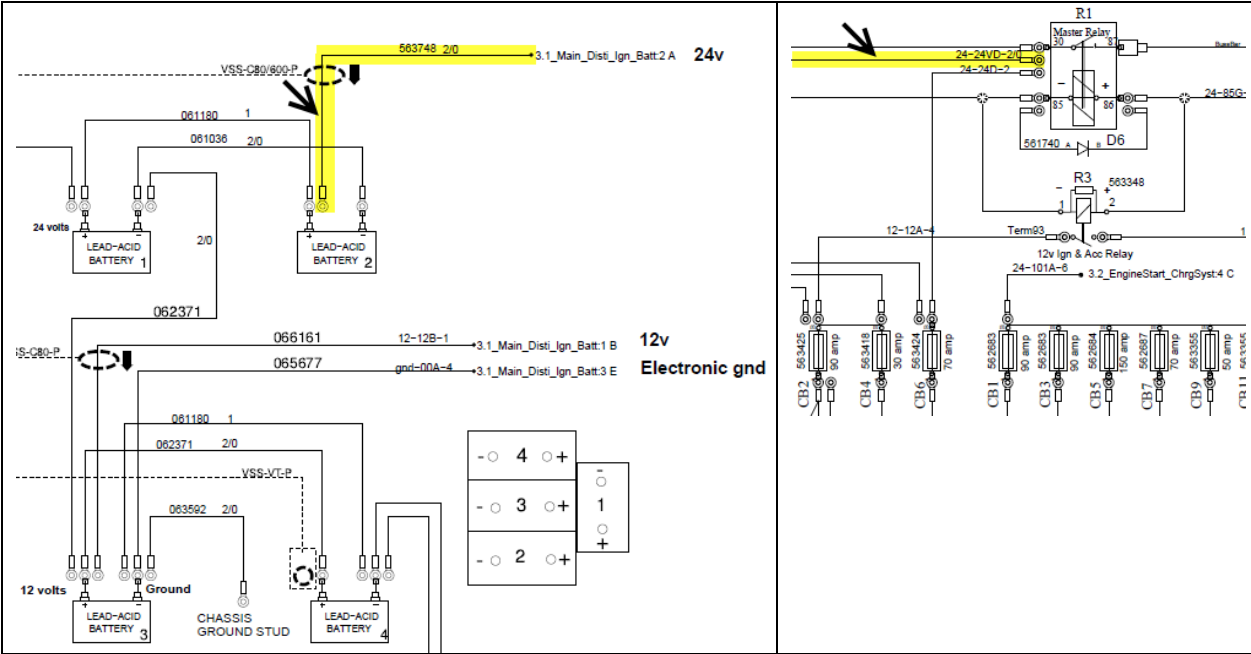 563748 2/0
3.1_Main_Disti_Ign_Batt:2 A
24v
VSS-C80/600-P
061180 1
061036 2/0
24 volts
+ -
LEAD-ACID
BATTERY 1
2/0
+ -
LEAD-ACID
BATTERY 2
062371
066161 12-12B-1
3.1_Main_Disti_Ign_Batt:1 B
12v
SS-C80-P
065677 gnd-00A-4
3.1_Main_Disti_Ign_Batt:3 E
Electronic gnd
061180 1
062371 2/0
VSS-VT-P
063592 2/0
12 volts
Ground
+ -
LEAD-ACID
BATTERY 3
CHASSIS
GROUND STUD
+ -
LEAD-ACID
BATTERY 4
- 4 +
- 3 +
- 2 +
-
1
+
R1
Master Relay
30 87
BussBar
24-24VD-2/0
24-24D-2
- +
85 86
24-85G-
561740 A B D6
R3
- + 563348
1 2
12-12A-4
Term93
1
12v Ign & Acc Relay
24-101A-6
3.2_EngineStart_ChrgSyst:4 C
563425
90 amp
CB2
563418
30 amp
CB4
563424
70 amp
CB6
562683
90 amp
CB1
562683
90 amp
CB3
562684
150 amp
CB5
562687
70 amp
CB7
563355
50 amp
CB9
563355
CB11